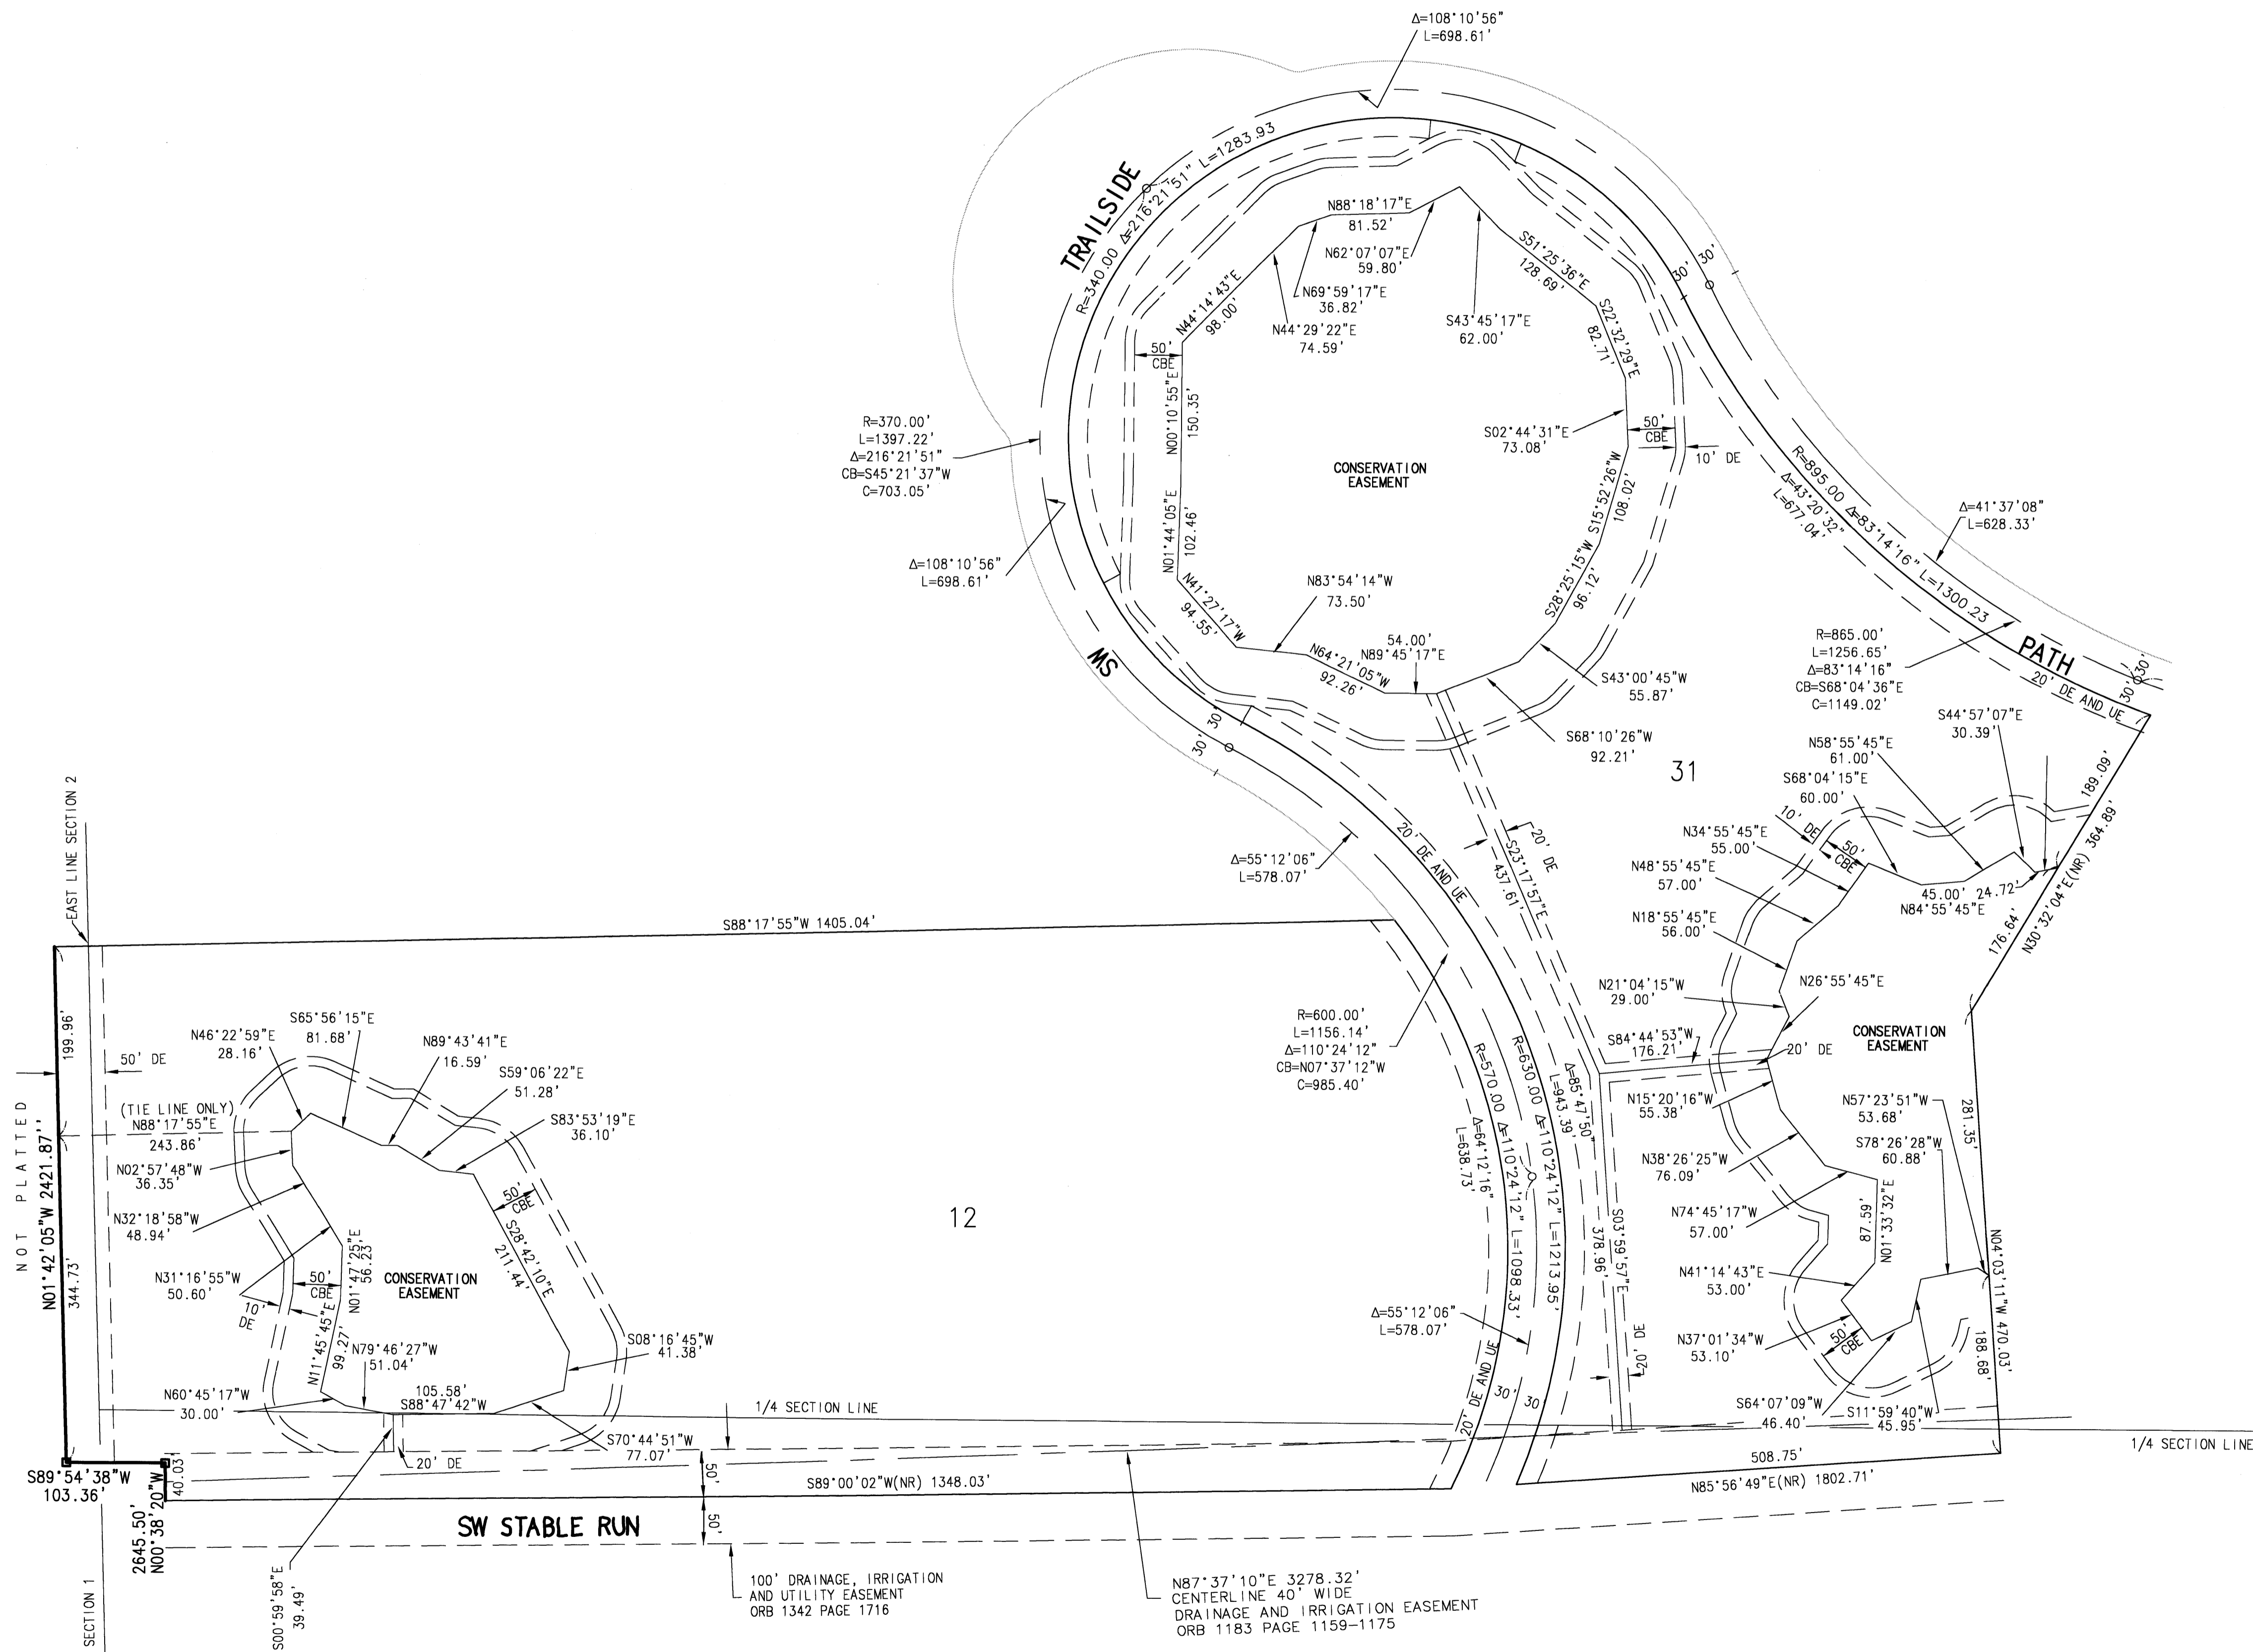 Δ=108°10'56"
L=698.61'
TRAILSIDE
R=340.00 Δ=216°21'51" L=1283.93
N88°18'17"E
81.52'
N62°07'07"E
59.80'
N69°59'17"E
36.82'
N44°29'22"E
74.59'
N44°14'43"E
98.00'
S43°45'17"E
62.00'
S51°25'36"E
128.69'
S22°32'29"E
82.71'
30'
30'
50'
CBE
N00°10'55"E
150.35'
R=370.00'
L=1397.22'
Δ=216°21'51"
CB=S45°21'37"W
C=703.05'
S02°44'31"E
73.08'
50'
CBE
10' DE
CONSERVATION
EASEMENT
S15°52'26"W
108.02'
R=895.00 Δ=83°14'16" L=1300.23
Δ=43°20'32"
L=677.04'
Δ=41°37'08"
L=628.33'
N01°44'05"E
102.46'
Δ=108°10'56"
L=698.61'
N41°27'17"W
94.55'
N83°54'14"W
73.50'
S28°25'15"W
96.12'
N64°21'05"W
92.26'
54.00'
N89°45'17"E
S43°00'45"W
55.87'
S68°10'26"W
92.21'
SW
30'
30'
R=865.00'
L=1256.65'
Δ=83°14'16"
CB=S68°04'36"E
C=1149.02'
PATH
20' DE AND UE
30'
30'
31
S44°57'07"E
30.39'
N58°55'45"E
61.00'
S68°04'15"E
60.00'
189.09'
N30°32'04"E(NR) 364.89'
10' DE
50'
CBE
N34°55'45"E
55.00'
N48°55'45"E
57.00'
N18°55'45"E
56.00'
45.00'
24.72'
N84°55'45"E
176.64'
N21°04'15"W
29.00'
N26°55'45"E
CONSERVATION
EASEMENT
S84°44'53"W
176.21'
20' DE
20' DE
S23°17'57"E
437.61'
20' DE AND UE
Δ=55°12'06"
L=578.07'
EAST LINE SECTION 2
S88°17'55"W 1405.04'
R=600.00'
L=1156.14'
Δ=110°24'12"
CB=N07°37'12"W
C=985.40'
199.96'
50' DE
N46°22'59"E
28.16'
S65°56'15"E
81.68'
N89°43'41"E
16.59'
S59°06'22"E
51.28'
S83°53'19"E
36.10'
(TIE LINE ONLY)
N88°17'55"E
243.86'
N02°57'48"W
36.35'
N32°18'58"W
48.94'
N31°16'55"W
50.60'
NOT PLATTED
N01°42'05"W 2421.87''
344.73'
50'
CBE
S28°42'10"E
211.44'
12
50'
CBE
10'
DE
N01°47'25"E
56.23'
CONSERVATION
EASEMENT
N11°45'45"E
99.27'
N79°46'27"W
51.04'
S08°16'45"W
41.38'
N60°45'17"W
30.00'
105.58'
S88°47'42"W
1/4 SECTION LINE
S70°44'51"W
77.07'
20' DE
R=570.00 Δ=110°24'12" L=1098.33'
R=630.00 Δ=110°24'12" L=1213.95'
Δ=64°12'16"
L=638.73'
Δ=85°47'50"
L=943.39'
S03°59'57"E
378.96'
20' DE
Δ=55°12'06"
L=578.07'
20' DE AND UE
30'
30'
N15°20'16"W
55.38'
N38°26'25"W
76.09'
N74°45'17"W
57.00'
N57°23'51"W
53.68'
S78°26'28"W
60.88'
281.35'
N01°33'32"E
87.59'
N41°14'43"E
53.00'
N37°01'34"W
53.10'
50'
CBE
S64°07'09"W
46.40'
S11°59'40"W
45.95'
N04°03'11"W 470.03'
188.68'
1/4 SECTION LINE
508.75'
N85°56'49"E(NR) 1802.71'
S89°54'38"W
103.36'
40.03'
2645.50'
N00°38'20"W
S89°00'02"W(NR) 1348.03'
50'
50'
SW STABLE RUN
SECTION 1
S00°59'58"E
39.49'
100' DRAINAGE, IRRIGATION
AND UTILITY EASEMENT
ORB 1342 PAGE 1716
N87°37'10"E 3278.32'
CENTERLINE 40' WIDE
DRAINAGE AND IRRIGATION EASEMENT
ORB 1183 PAGE 1159-1175